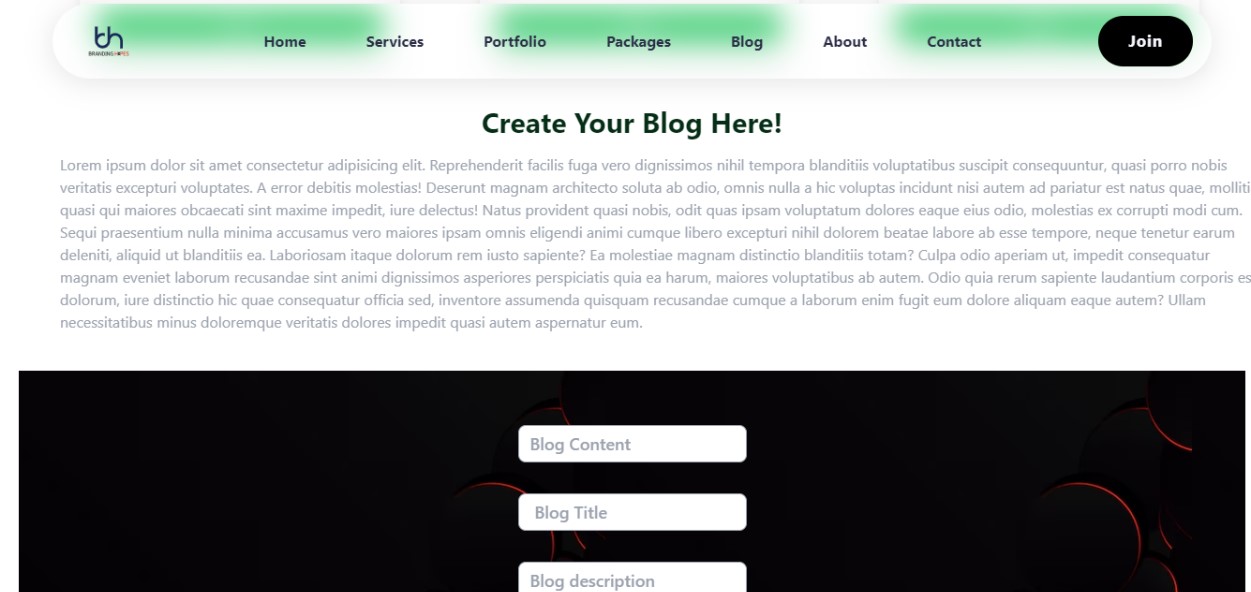 bh
BRANDINGHOPES
Home Services Portfolio Packages Blog About Contact Join
Create Your Blog Here!
Lorem ipsum dolor sit amet consectetur adipisicing elit. Reprehenderit facilis fuga vero dignissimos nihil tempora blanditiis voluptatibus suscipit consequuntur, quasi porro nobis
veritatis excepturi voluptates. A error debitis molestias! Deserunt magnam architecto soluta ab odio, omnis nulla a hic voluptas incidunt nisi autem ad pariatur est natus quae, molliti
quasi qui maiores obcaecati sint maxime impedit, iure delectus! Natus provident quasi nobis, odit quas ipsam voluptatum dolores eaque eius odio, molestias ex corrupti modi cum.
Sequi praesentium nulla minima accusamus vero maiores ipsam omnis eligendi animi cumque libero excepturi nihil dolorem beatae labore ab esse tempore, neque tenetur earum
deleniti, aliquid ut blanditiis ea. Laboriosam itaque dolorum rem iusto sapiente? Ea molestiae magnam distinctio blanditiis totam? Culpa odio aperiam ut, impedit consequatur
magnam eveniet laborum recusandae sint animi dignissimos asperiores perspiciatis quia ea harum, maiores voluptatibus ab autem. Odio quia rerum sapiente laudantium corporis es
dolorum, iure distinctio hic quae consequatur officia sed, inventore assumenda quisquam recusandae cumque a laborum enim fugit eum dolore aliquam eaque autem? Ullam
necessitatibus minus doloremque veritatis dolores impedit quasi autem aspernatur eum.
Blog Content
Blog Title
Blog description